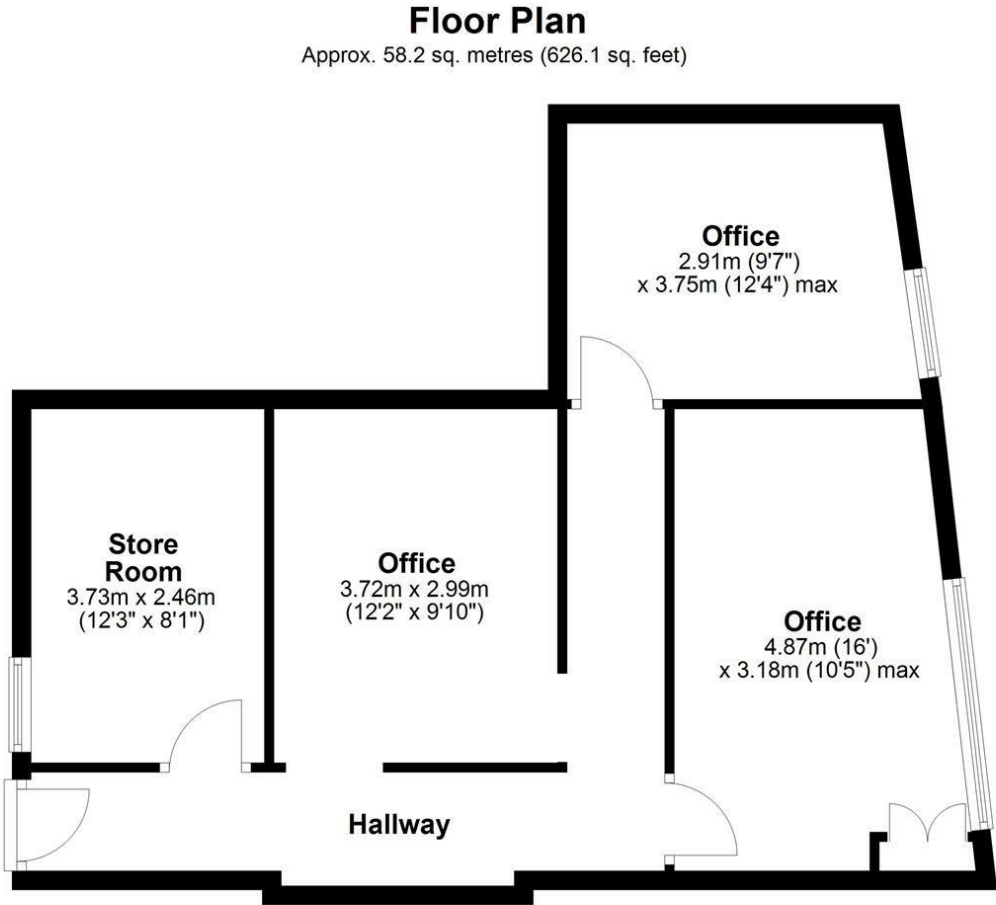 Floor Plan
Approx. 58.2 sq. metres (626.1 sq. feet)
Office
2.91m (9'7")
x 3.75m (12'4") max
Store
Room
3.73m x 2.46m
(12'3" x 8'1")
Office
3.72m x 2.99m
(12'2" x 9'10")
Office
4.87m (16')
x 3.18m (10'5") max
Hallway